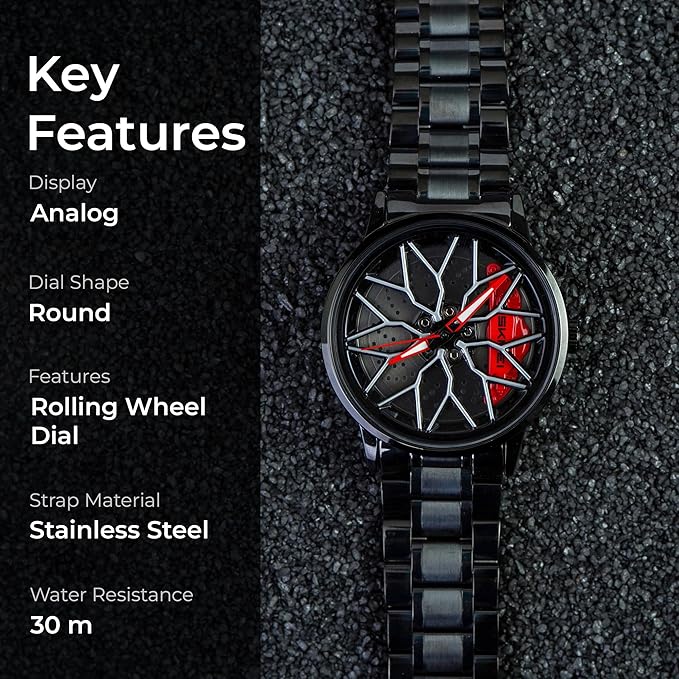 Key
Features
Display
Analog
Dial Shape
Round
Features
Rolling Wheel
Dial
Strap Material
Stainless Steel
Water Resistance
30 m